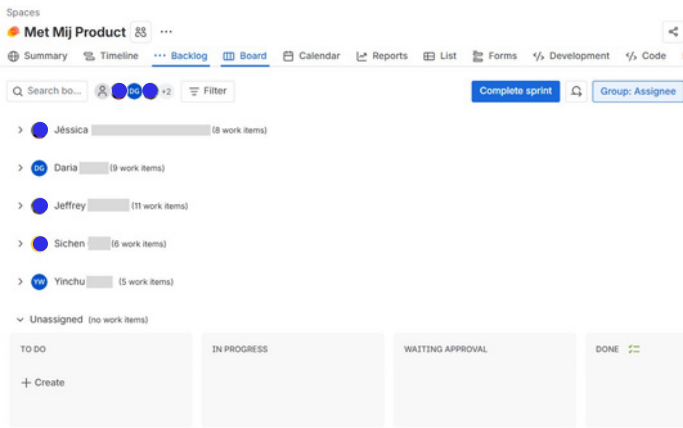 Spaces
Met Mij Product
Summary Timeline Backlog Board Calendar Reports List Forms Development Code
Search bo... DG +2 Filter Complete sprint Group: Assignee
Jéssica (8 work items)
DG Daria (9 work items)
Jeffrey (11 work items)
Sichen (6 work items)
YW Yinchu (5 work items)
Unassigned (no work items)
TO DO IN PROGRESS WAITING APPROVAL DONE
+ Create